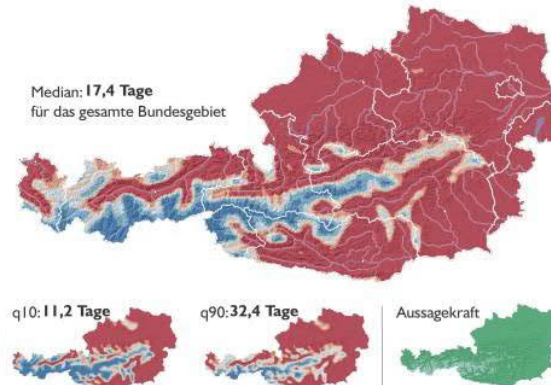 Median: 17,4 Tage
für das gesamte Bundesgebiet
q10: 11,2 Tage
q90: 32,4 Tage
Aussagekraft